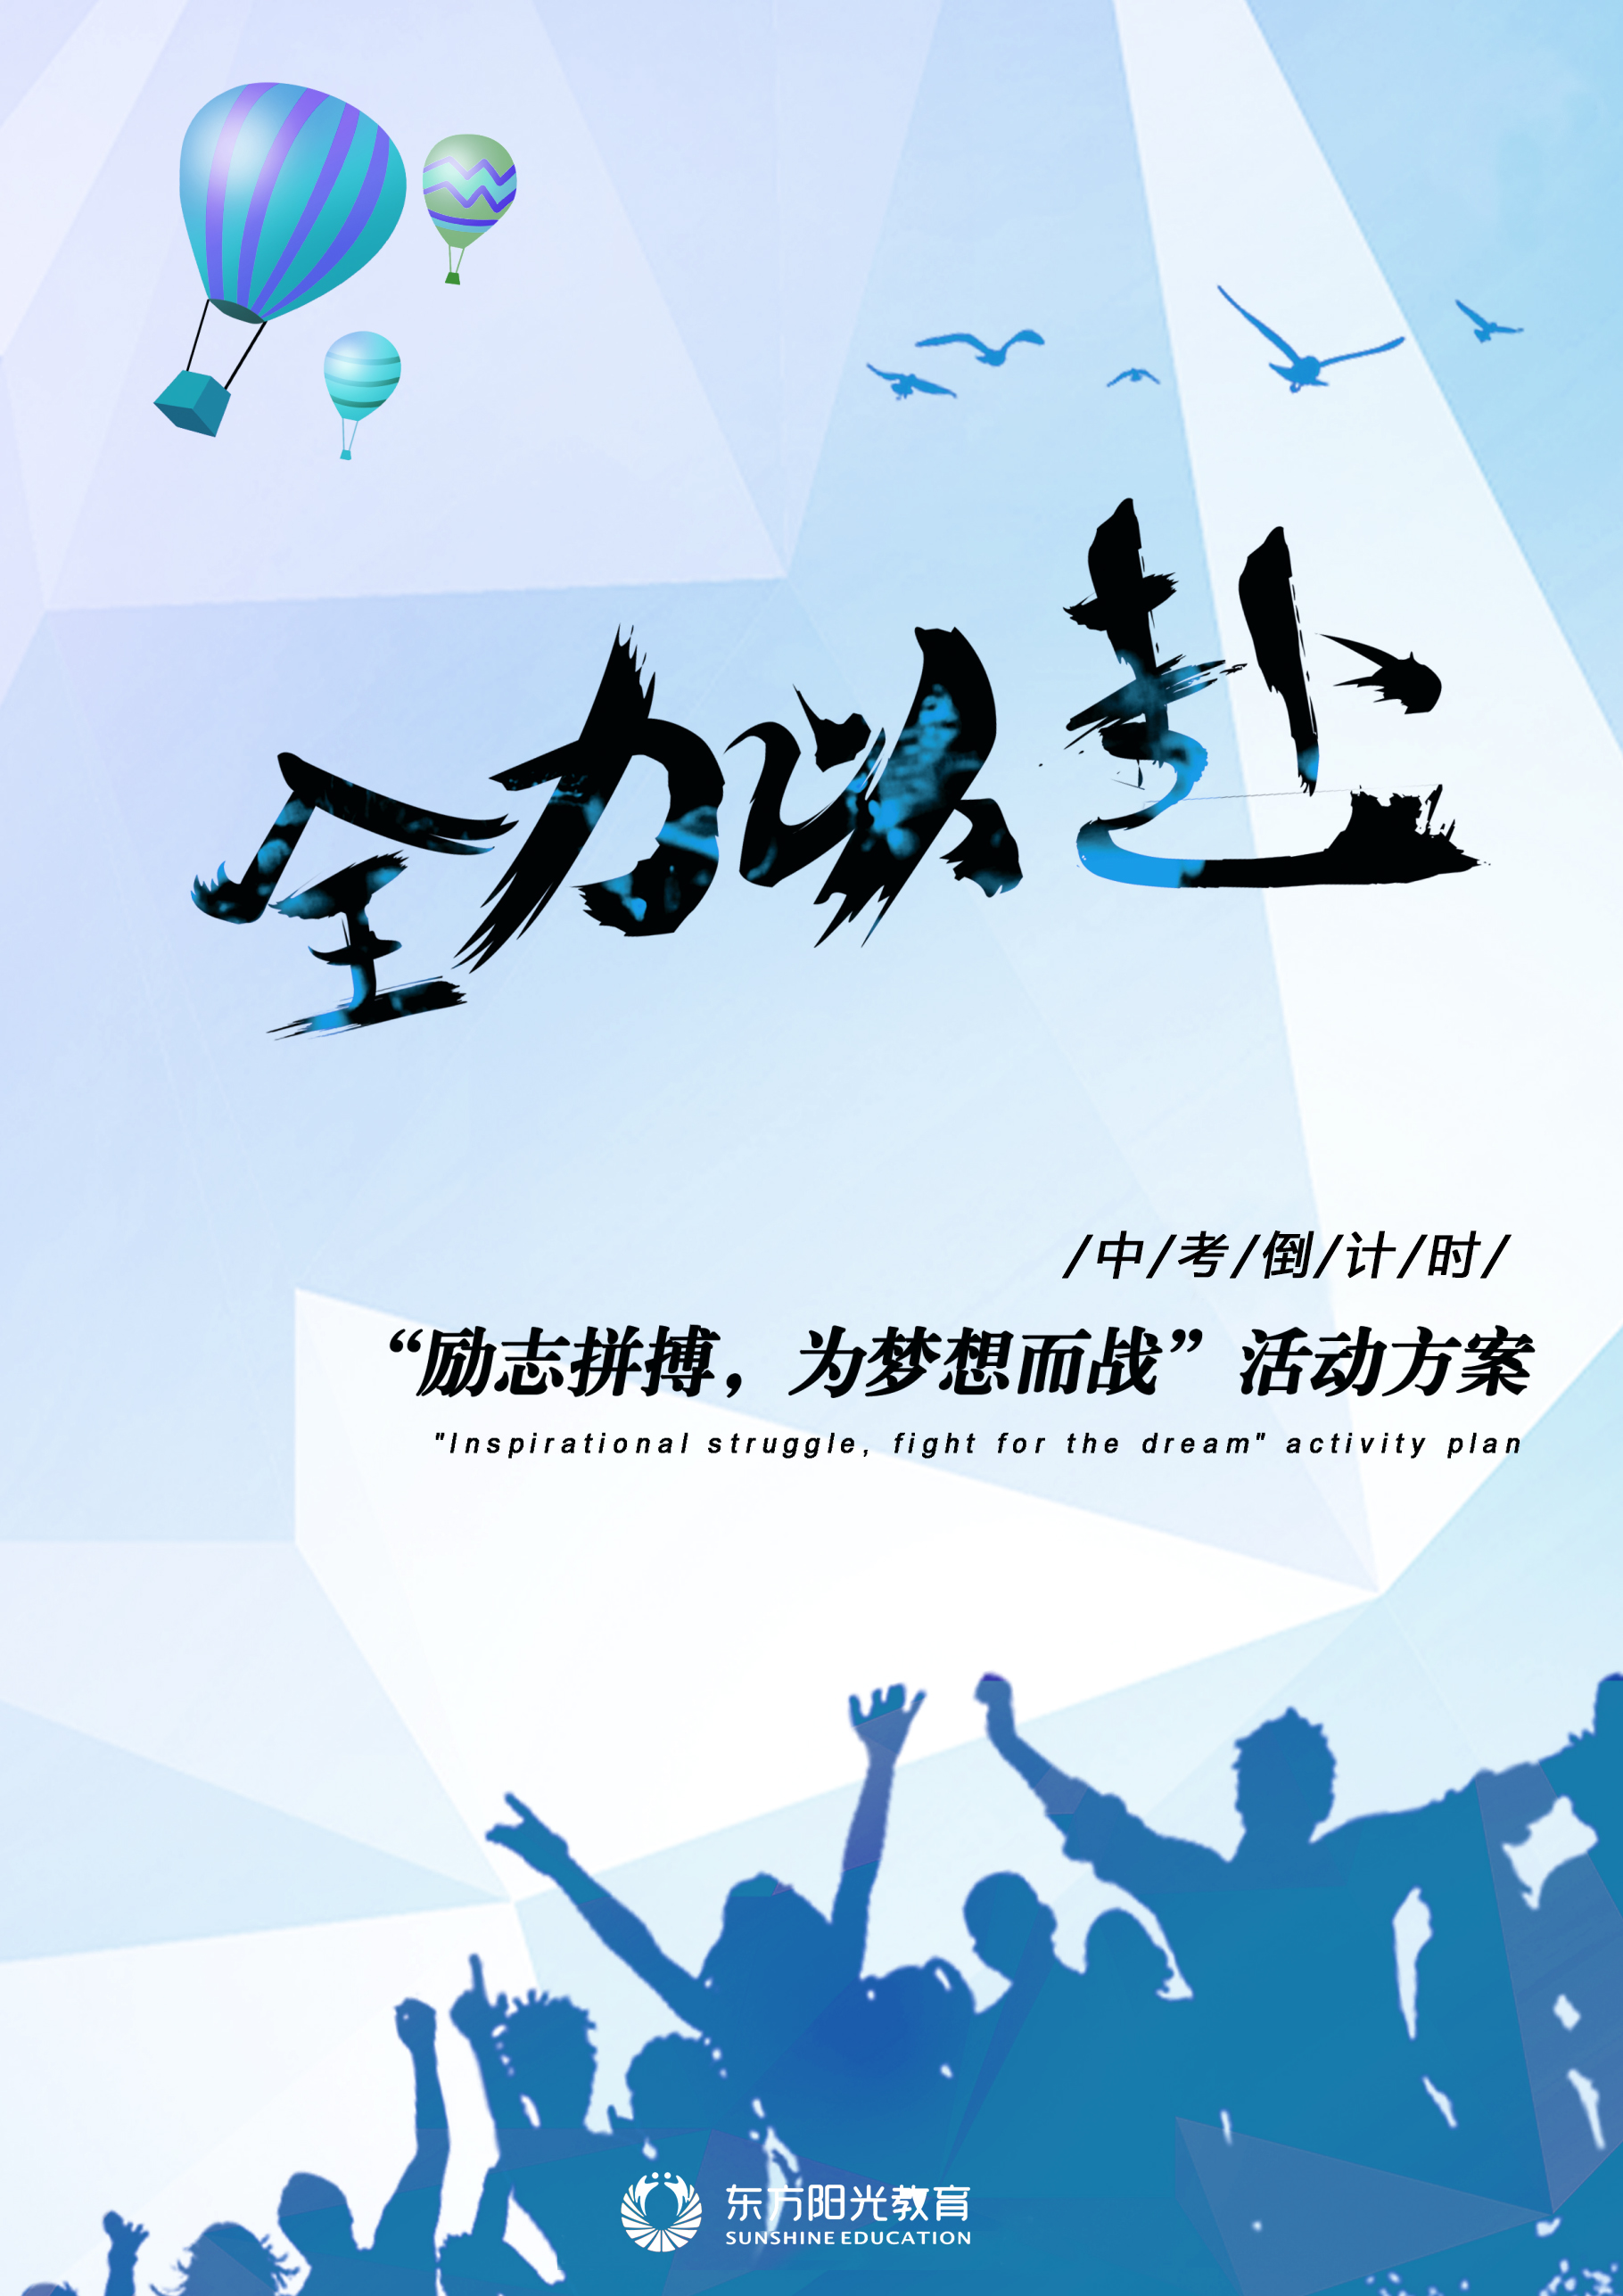 全力以赴
/中/考/倒/计/时/
“励志拼搏，为梦想而战”活动方案
"Inspirational struggle, fight for the dream" activity plan
东方阳光教育
SUNSHINE EDUCATION